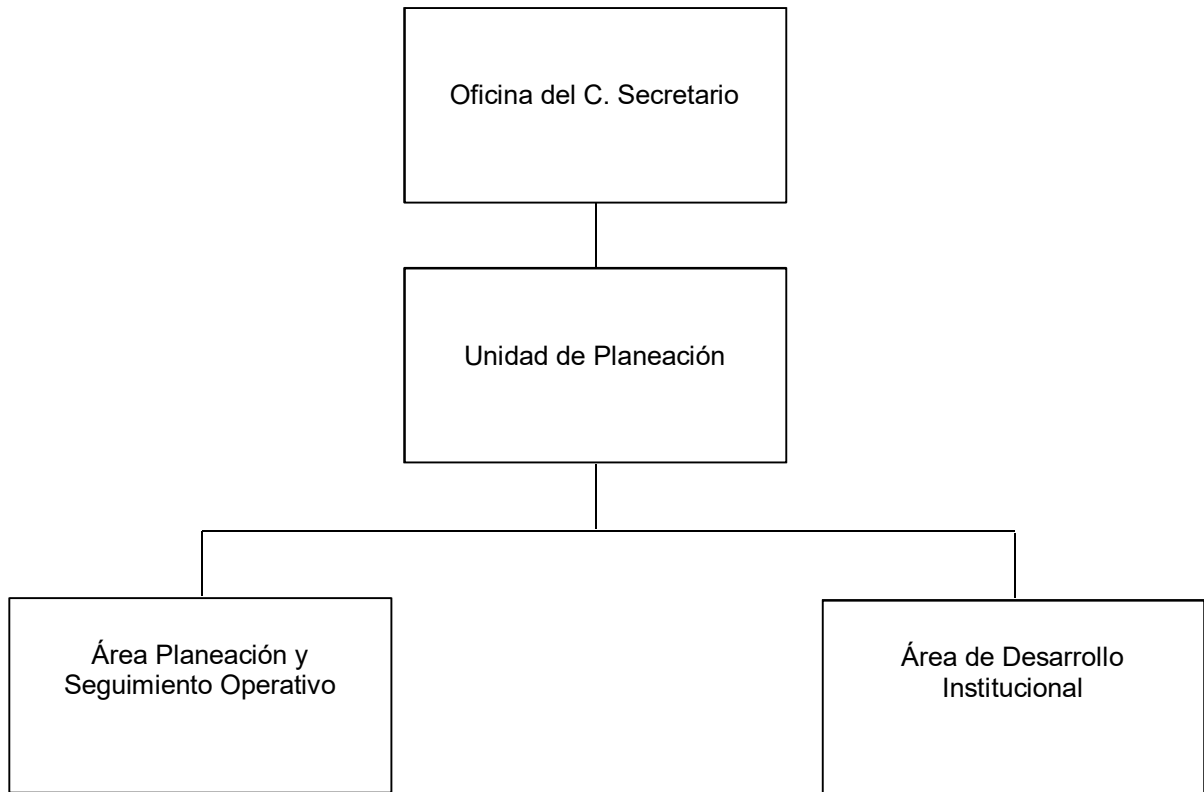 Oficina del C. Secretario
Unidad de Planeación
Área Planeación y
Seguimiento Operativo
Área de Desarrollo
Institucional